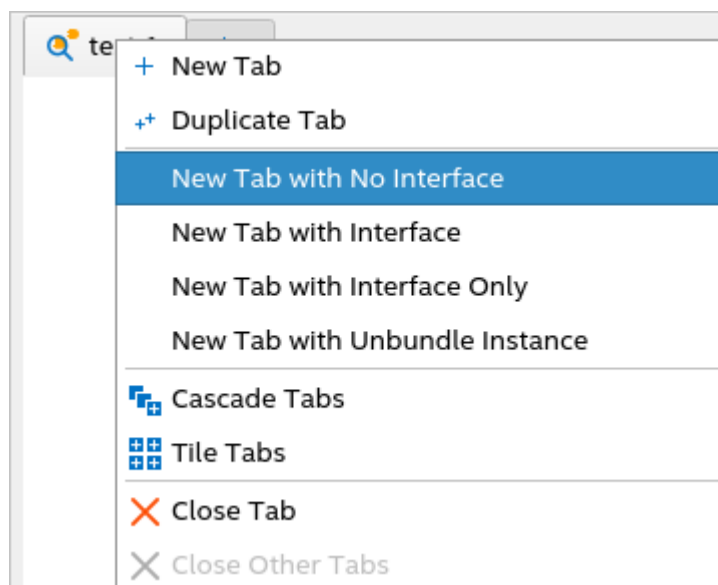 New Tab
Duplicate Tab
New Tab with No Interface
New Tab with Interface
New Tab with Interface Only
New Tab with Unbundle Instance
Cascade Tabs
Tile Tabs
Close Tab
Close Other Tabs